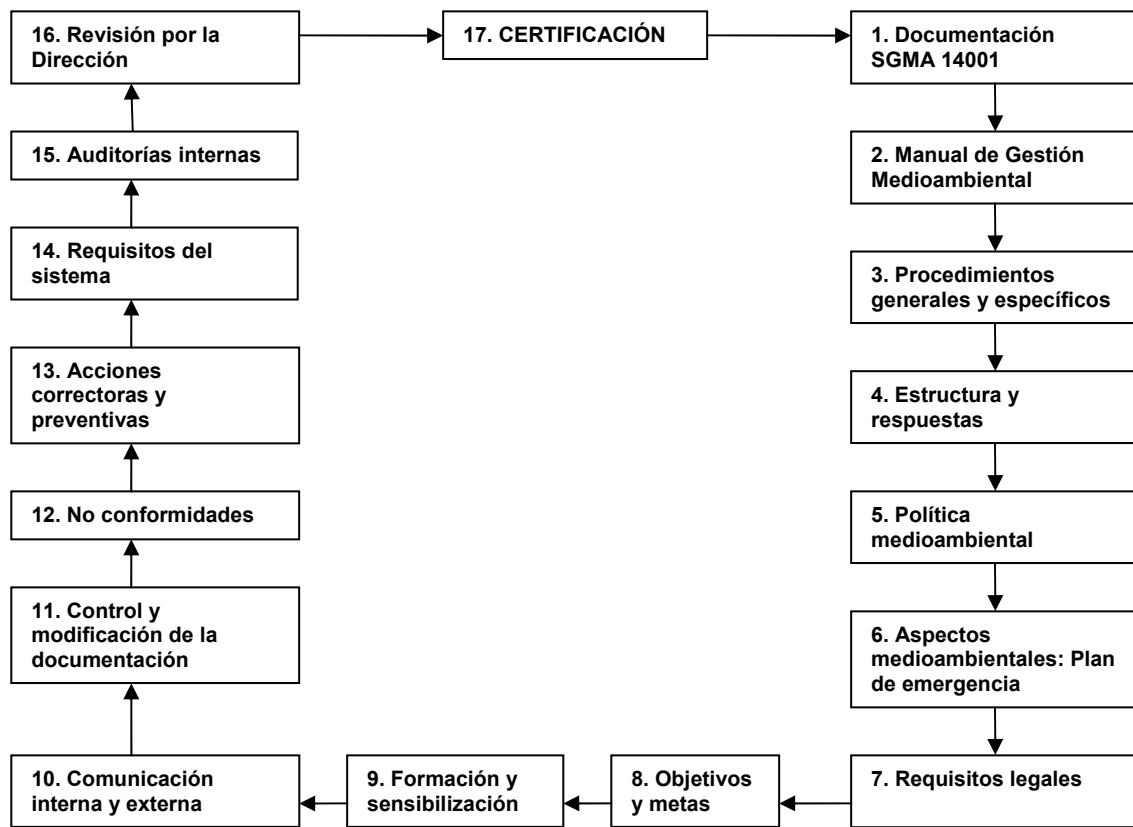 16. Revisión por la
Dirección
17. CERTIFICACIÓN
1. Documentación
SGMA 14001
15. Auditorías internas
2. Manual de Gestión
Medioambiental
14. Requisitos del
sistema
3. Procedimientos
generales y específicos
13. Acciones
correctoras y
preventivas
4. Estructura y
respuestas
12. No conformidades
5. Política
medioambiental
11. Control y
modificación de la
documentación
6. Aspectos
medioambientales: Plan
de emergencia
10. Comunicación
interna y externa
9. Formación y
sensibilización
8. Objetivos
y metas
7. Requisitos legales